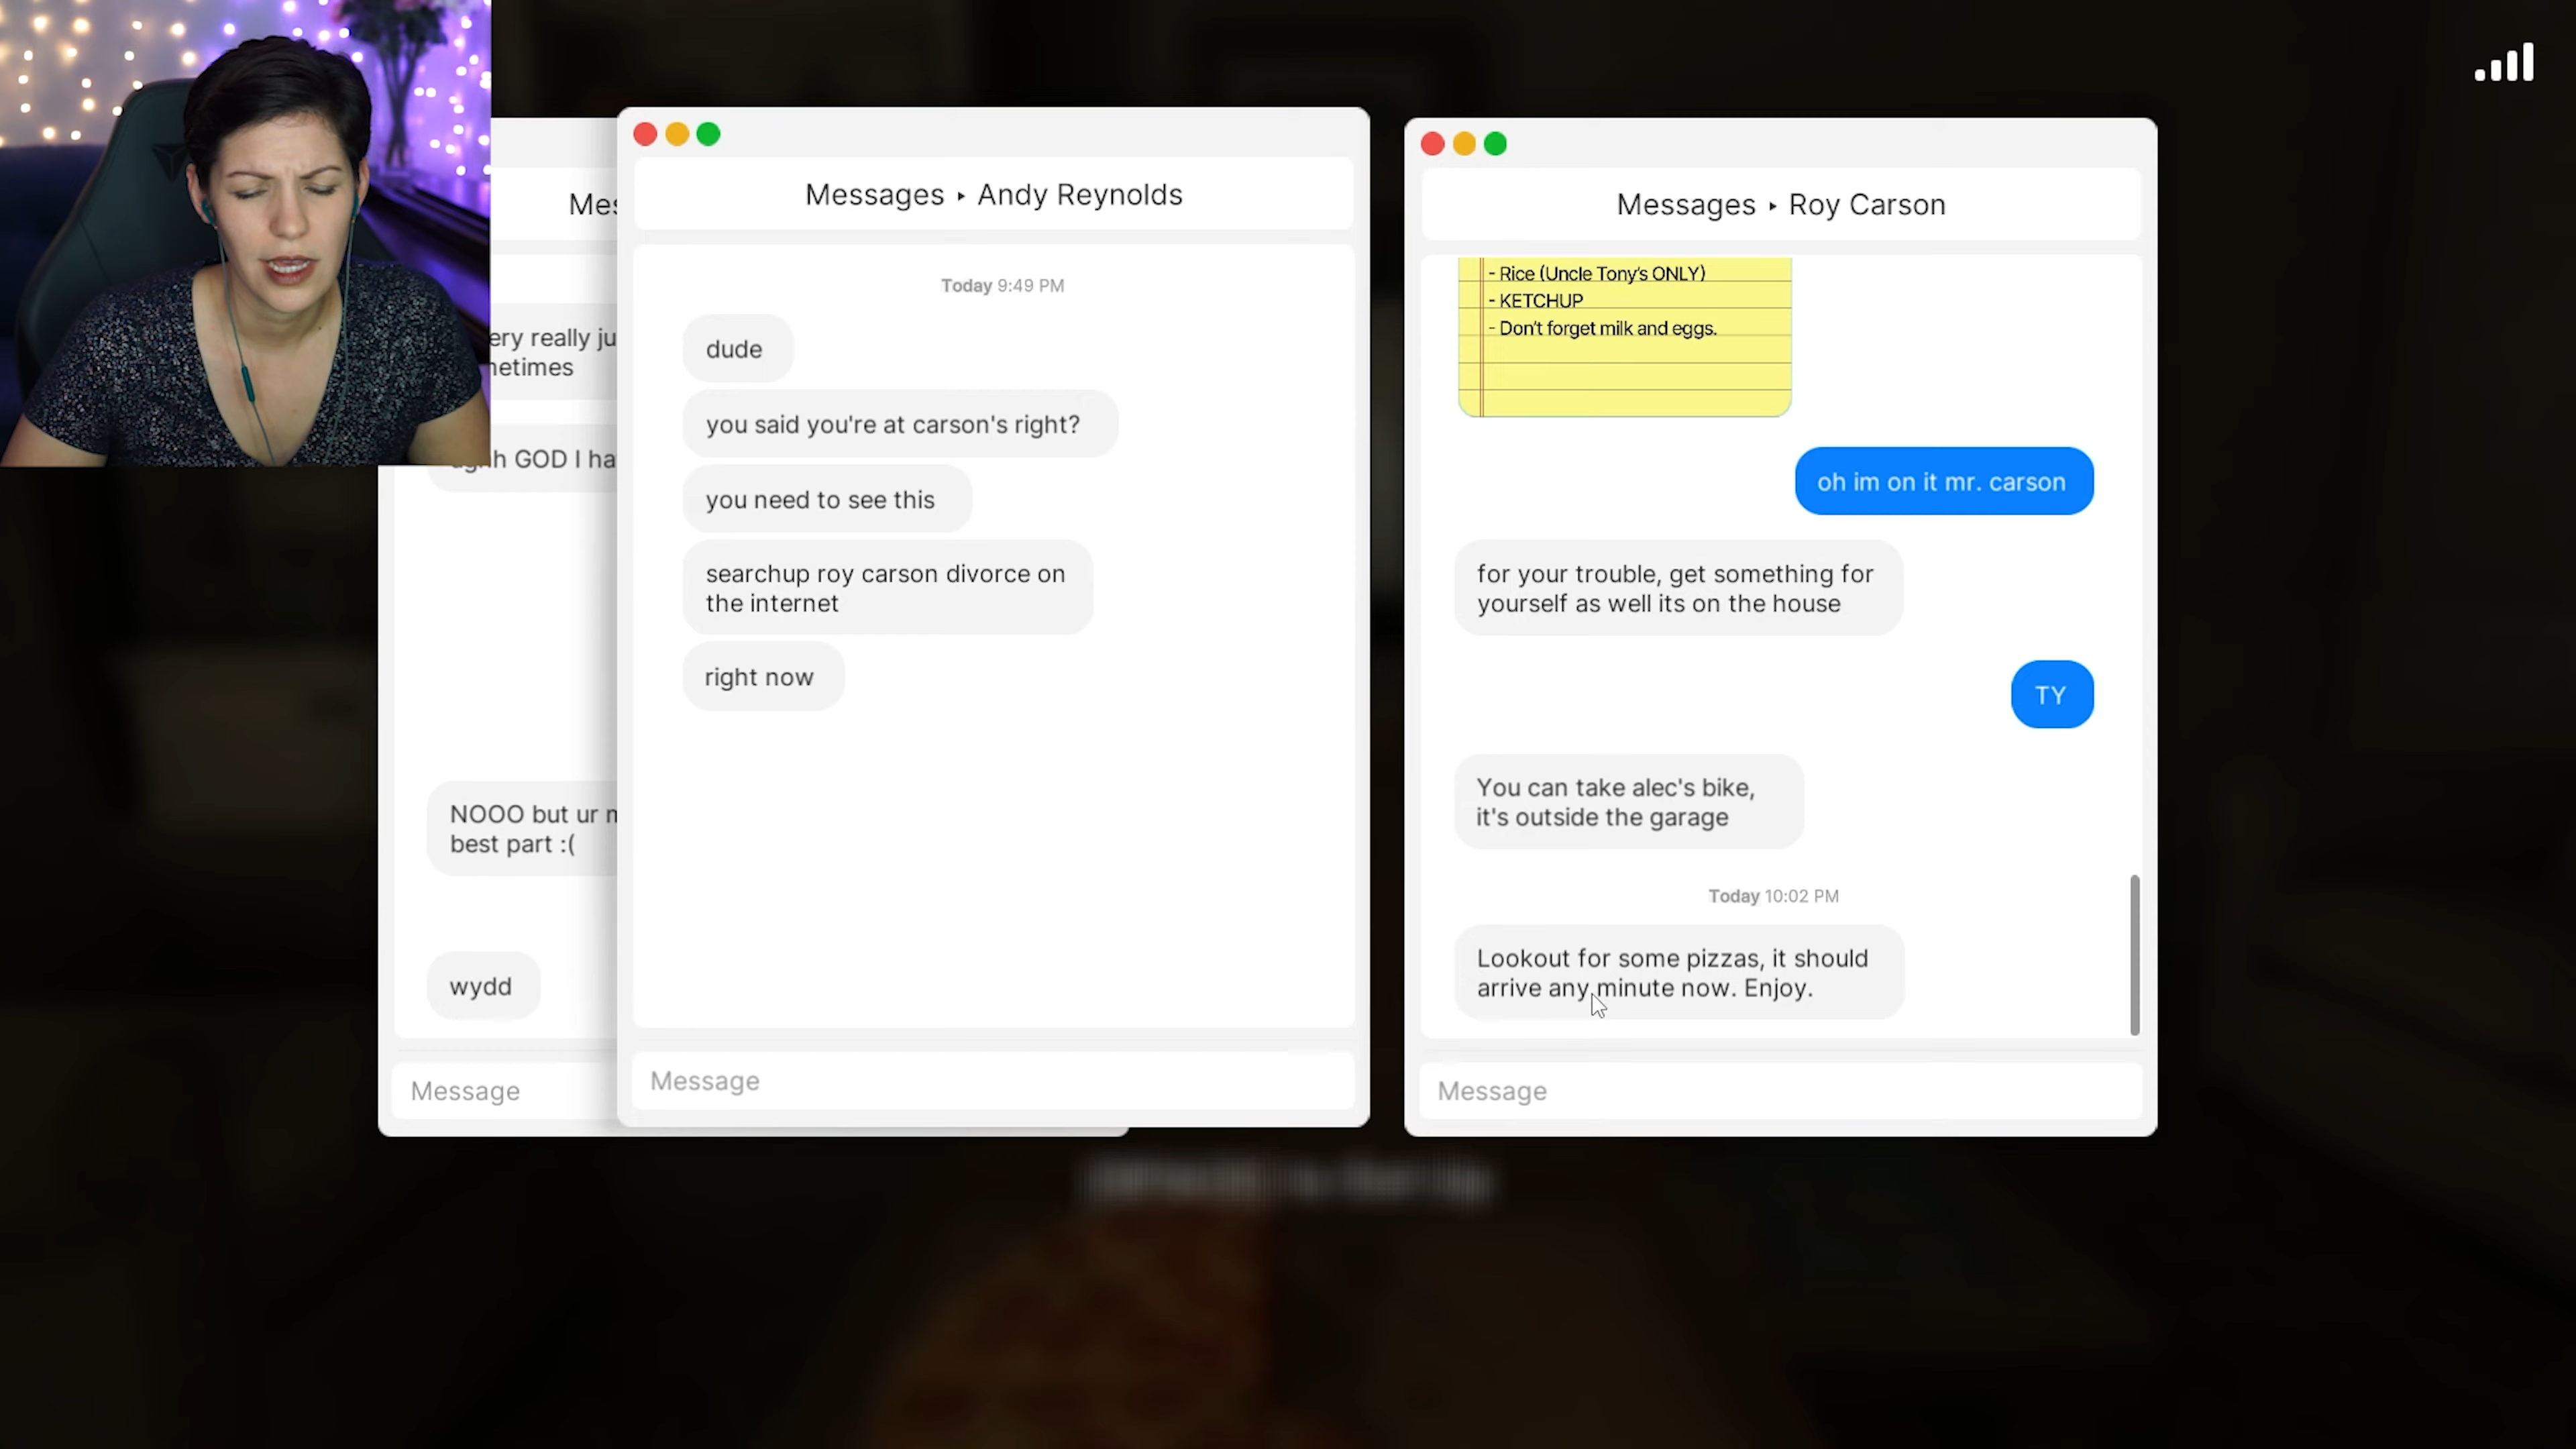 Messages ▸ Andy Reynolds
Today 9:49 PM
dude
you said you're at carson's right?
you need to see this
searchup roy carson divorce on
the internet
right now
Message
Messages ▸ Roy Carson
- Rice (Uncle Tony's ONLY)
- KETCHUP
- Don't forget milk and eggs.
oh im on it mr. carson
for your trouble, get something for
yourself as well its on the house
TY
You can take alec's bike,
it's outside the garage
Today 10:02 PM
Lookout for some pizzas, it should
arrive any minute now. Enjoy.
Message
really
GOD I
NOOO but ur
best part :(
wydd
Message